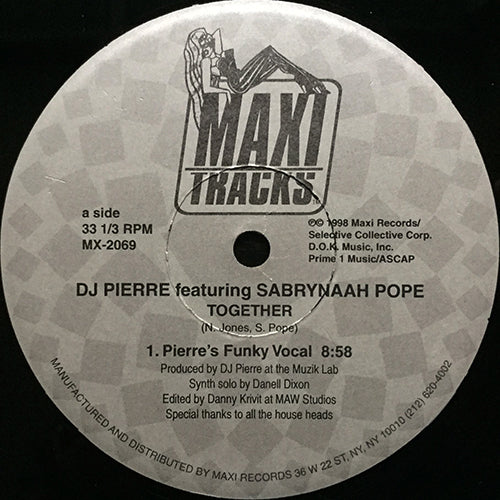 MAXI
TRACKS
a side
33 1/3 RPM
MX-2069
℗© 1998 Maxi Records/
Selective Collective Corp.
D.O.K. Music, Inc.
Prime 1 Music/ASCAP
DJ PIERRE featuring SABRYNAAH POPE
TOGETHER
(N. Jones, S. Pope)
1. Pierre's Funky Vocal 8:58
Produced by DJ Pierre at the Muzik Lab
Synth solo by Danell Dixon
Edited by Danny Krivit at MAW Studios
Special thanks to all the house heads
MANUFACTURED AND DISTRIBUTED BY MAXI RECORDS 36 W 22 ST, NY, NY 10010 (212) 620-4002